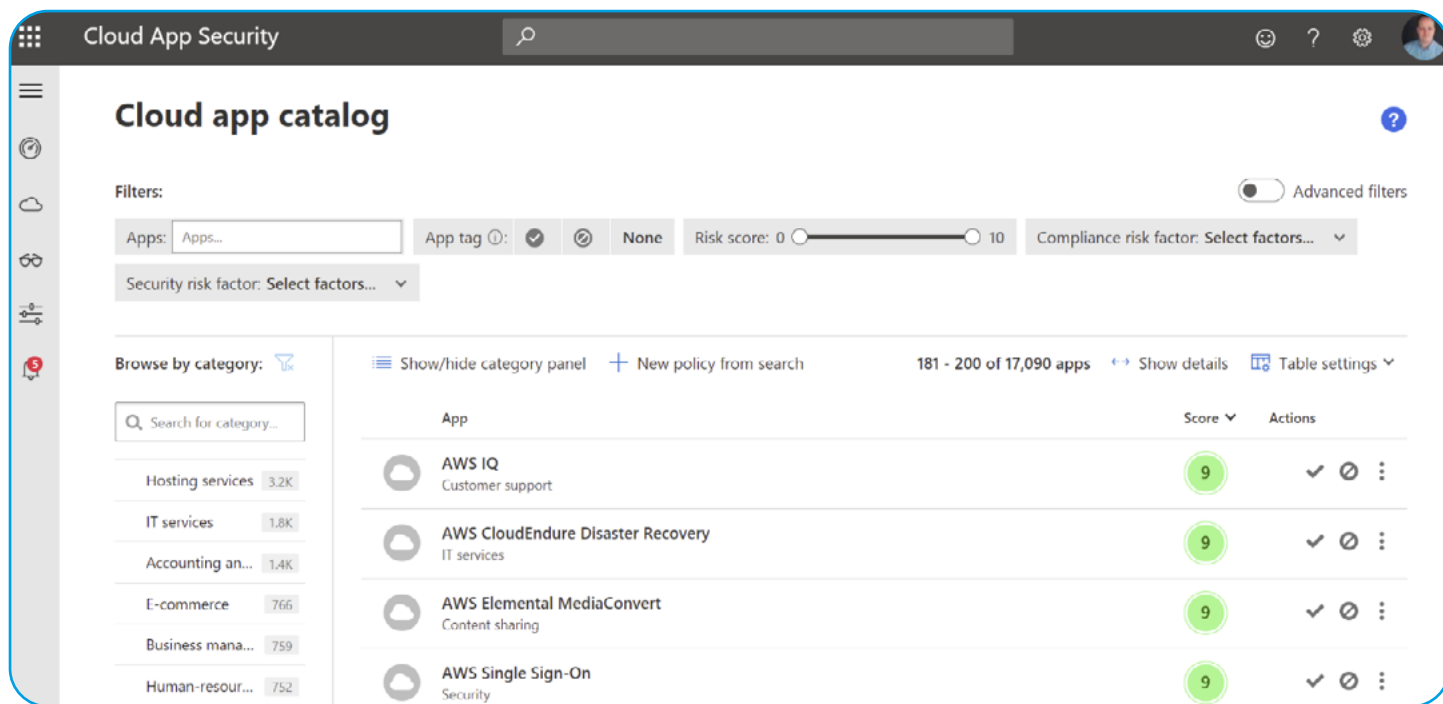 Cloud App Security
Cloud app catalog
?
Filters:
Advanced filters
Apps: Apps...
App tag ⓘ: None
Risk score: 0 10
Compliance risk factor: Select factors...
Security risk factor: Select factors...
5
Browse by category:
Show/hide category panel
+ New policy from search
181 - 200 of 17,090 apps
Show details
Table settings
Search for category...
App Score Actions
Hosting services 3.2K
IT services 1.8K
Accounting an... 1.4K
E-commerce 766
Business mana... 759
Human-resour... 752
AWS IQ
Customer support
9
AWS CloudEndure Disaster Recovery
IT services
9
AWS Elemental MediaConvert
Content sharing
9
AWS Single Sign-On
Security
9